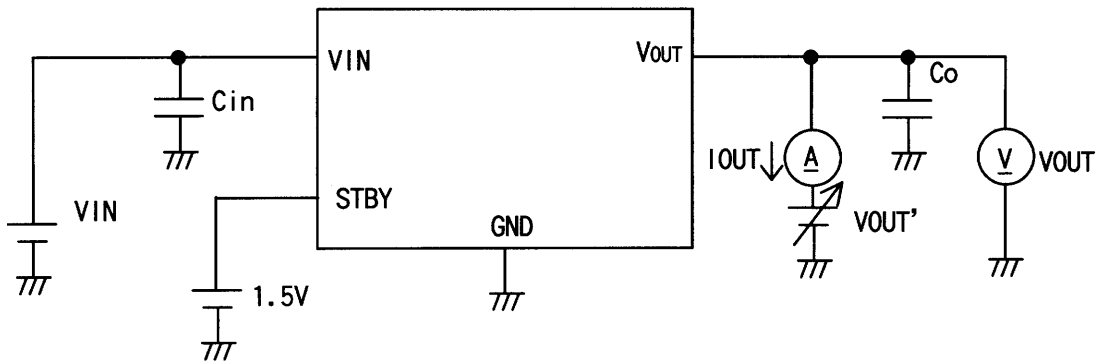 VIN
VOUT
Cin
Co
IOUT
A
V
VOUT
VIN
STBY
VOUT'
GND
1.5V